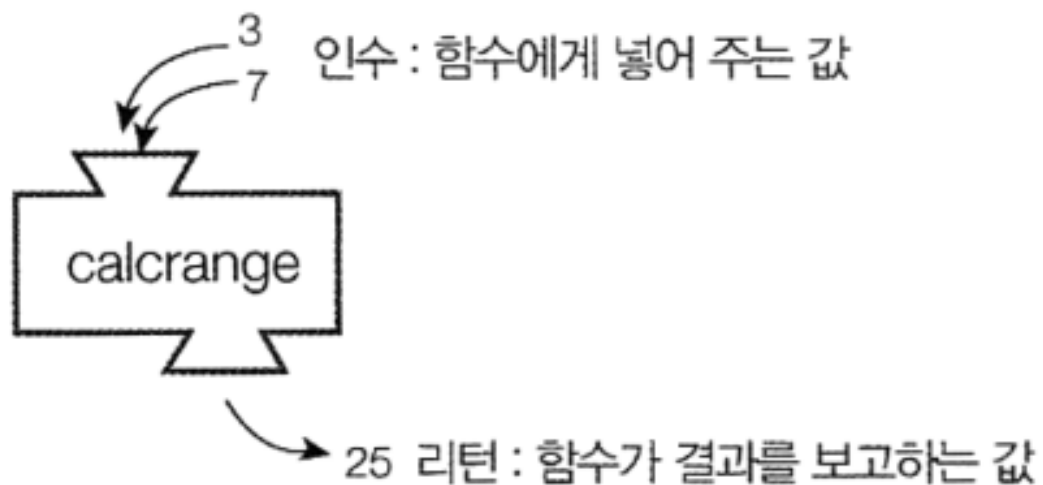 3 인수 : 함수에게 넣어 주는 값
7
calcrange
25 리턴 : 함수가 결과를 보고하는 값